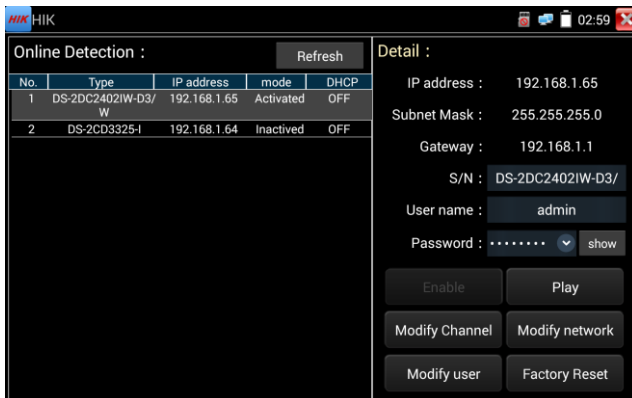 HIK HIK 02:59
Online Detection : Refresh
No. Type IP address mode DHCP
1 DS-2DC2402IW-D3/ 192.168.1.65 Activated OFF
W
2 DS-2CD3325-I 192.168.1.64 Inactived OFF
Detail :
IP address : 192.168.1.65
Subnet Mask : 255.255.255.0
Gateway : 192.168.1.1
S/N : DS-2DC2402IW-D3/
User name : admin
Password : •••••••• show
Enable Play
Modify Channel Modify network
Modify user Factory Reset